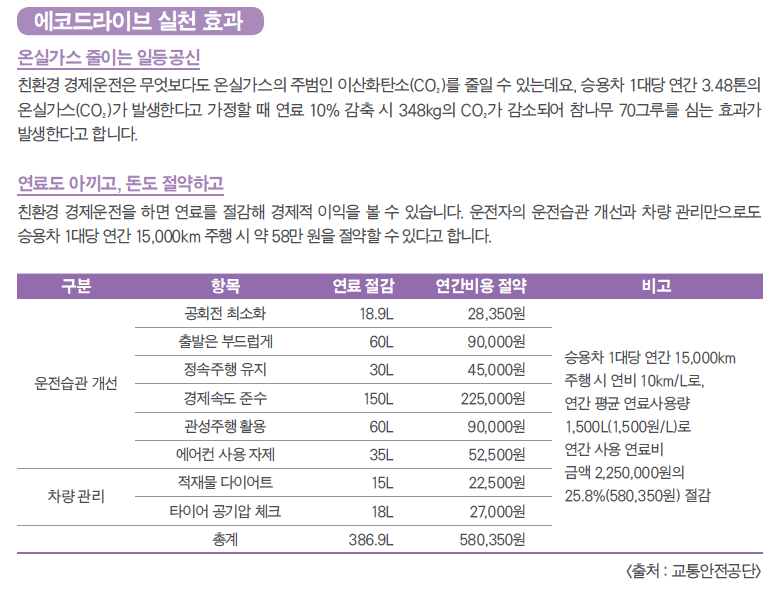 에코드라이브 실천 효과
온실가스 줄이는 일등공신
친환경 경제운전은 무엇보다도 온실가스의 주범인 이산화탄소(CO₂)를 줄일 수 있는데요, 승용차 1대당 연간 3.48톤의
온실가스(CO₂)가 발생한다고 가정할 때 연료 10% 감축 시 348kg의 CO₂가 감소되어 참나무 70그루를 심는 효과가
발생한다고 합니다.
연료도 아끼고, 돈도 절약하고
친환경 경제운전을 하면 연료를 절감해 경제적 이익을 볼 수 있습니다. 운전자의 운전습관 개선과 차량 관리만으로도
승용차 1대당 연간 15,000km 주행 시 약 58만 원을 절약할 수 있다고 합니다.
구분 항목 연료 절감 연간비용 절약 비고
운전습관 개선
공회전 최소화 18.9L 28,350원
출발은 부드럽게 60L 90,000원
정속주행 유지 30L 45,000원
경제속도 준수 150L 225,000원
관성주행 활용 60L 90,000원
에어컨 사용 자제 35L 52,500원
차량 관리
적재물 다이어트 15L 22,500원
타이어 공기압 체크 18L 27,000원
총계 386.9L 580,350원
승용차 1대당 연간 15,000km
주행 시 연비 10km/L로,
연간 평균 연료사용량
1,500L(1,500원/L)로
연간 사용 연료비
금액 2,250,000원의
25.8%(580,350원) 절감
<출처 : 교통안전공단>